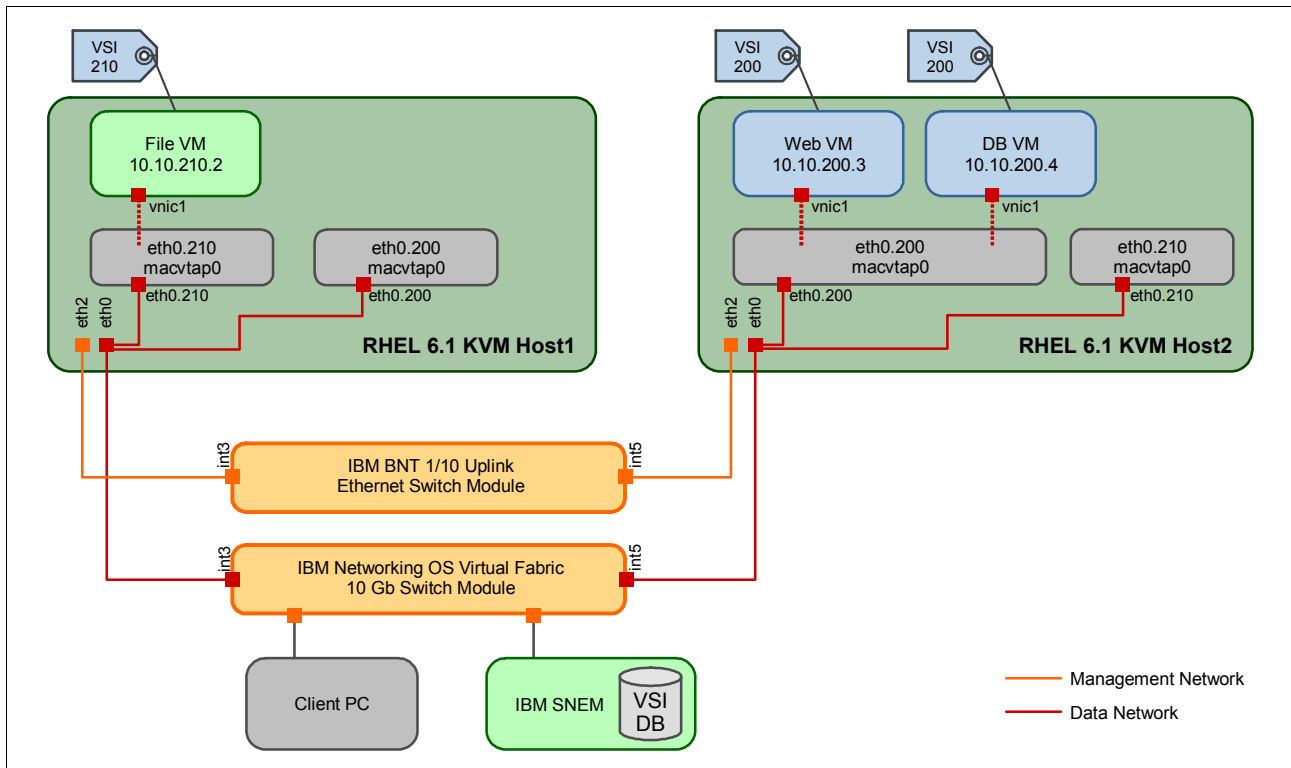 VSI
210
VSI
200
VSI
200
File VM
10.10.210.2
Web VM
10.10.200.3
DB VM
10.10.200.4
vnic1
vnic1
vnic1
eth0.210
macvtap0
eth0.200
macvtap0
eth0.200
macvtap0
eth0.210
macvtap0
eth0.210
eth0.200
eth0.200
eth0.210
eth2
eth0
eth2
eth0
RHEL 6.1 KVM Host1
RHEL 6.1 KVM Host2
int3
IBM BNT 1/10 Uplink
Ethernet Switch Module
int5
int3
IBM Networking OS Virtual Fabric
10 Gb Switch Module
int5
Client PC
IBM SNEM
VSI
DB
Management Network
Data Network